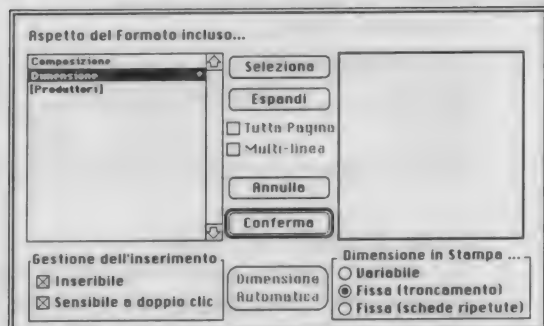 Aspetto del Formato incluso...
Composizione
Dimensione
[Produttori]
Seleziona
Espandi
Tutta Pagina
Multi-linea
Annulla
Conferma
Gestione dell'inserimento
Inseribile
Sensibile a doppio clic
Dimensione
Automatica
Dimensione in Stampa ...
Variabile
Fissa (troncamento)
Fissa (schede ripetute)